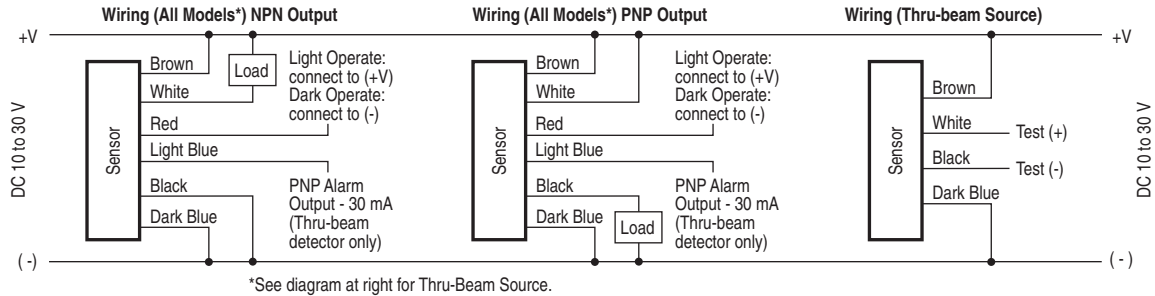 Wiring (All Models*) NPN Output
Wiring (All Models*) PNP Output
Wiring (Thru-beam Source)
+V
DC 10 to 30 V
( -)
Sensor
Brown
White
Red
Light Blue
Black
Dark Blue
Load
Light Operate:
connect to (+V)
Dark Operate:
connect to (-)
PNP Alarm
Output - 30 mA
(Thru-beam
detector only)
Sensor
Brown
White
Red
Light Blue
Black
Dark Blue
Load
Light Operate:
connect to (+V)
Dark Operate:
connect to (-)
PNP Alarm
Output - 30 mA
(Thru-beam
detector only)
Sensor
Brown
White
Black
Dark Blue
Test (+)
Test (-)
+V
DC 10 to 30 V
( - )
*See diagram at right for Thru-Beam Source.